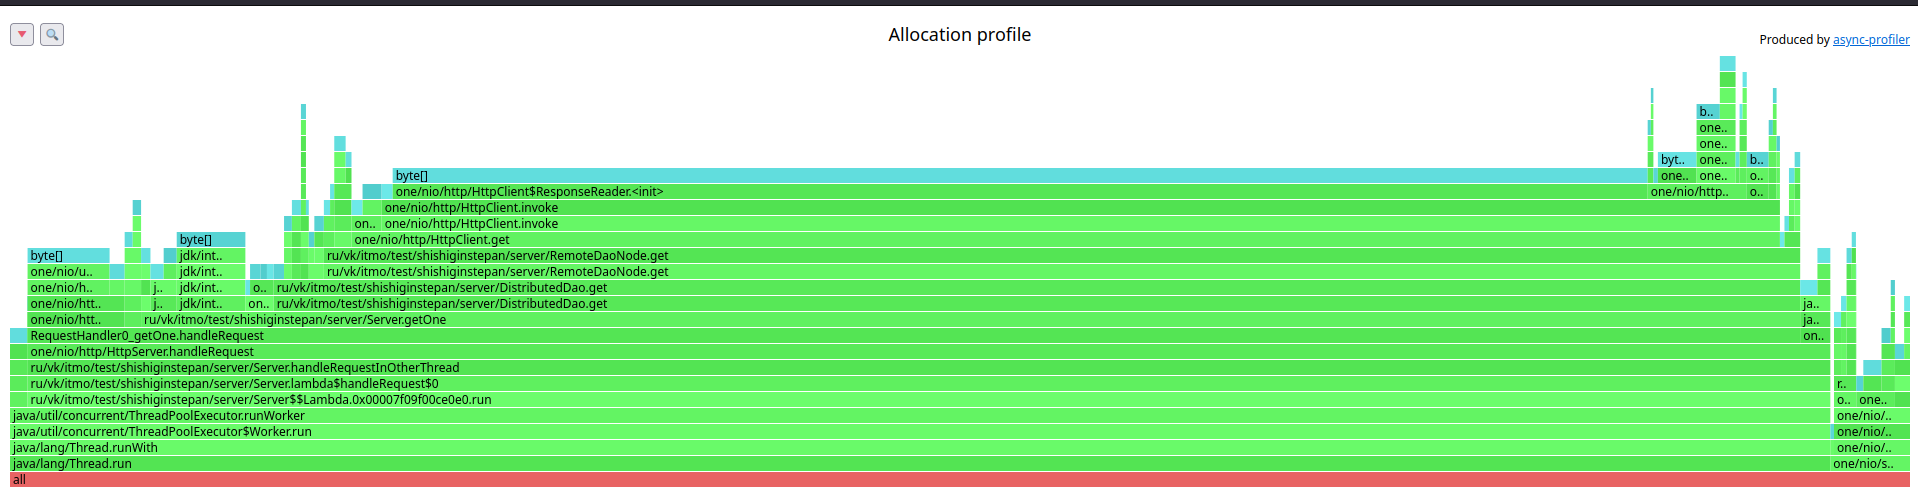 Allocation profile
Produced by async-profiler
b..
one..
one..
byt.. one.. b..
byte[] one.. one.. o..
one/nio/http/HttpClient$ResponseReader.<init> one/nio/http.. o..
one/nio/http/HttpClient.invoke
on.. one/nio/http/HttpClient.invoke
byte[] one/nio/http/HttpClient.get
byte[] jdk/int.. ru/vk/itmo/test/shishiginstepan/server/RemoteDaoNode.get
one/nio/u.. jdk/int.. ru/vk/itmo/test/shishiginstepan/server/RemoteDaoNode.get
one/nio/h.. j.. jdk/int.. o.. ru/vk/itmo/test/shishiginstepan/server/DistributedDao.get
one/nio/htt.. j.. jdk/int.. on.. ru/vk/itmo/test/shishiginstepan/server/DistributedDao.get ja..
one/nio/htt.. ru/vk/itmo/test/shishiginstepan/server/Server.getOne ja..
RequestHandler0_getOne.handleRequest on..
one/nio/http/HttpServer.handleRequest
ru/vk/itmo/test/shishiginstepan/server/Server.handleRequestInOtherThread
ru/vk/itmo/test/shishiginstepan/server/Server.lambda$handleRequest$0 r..
ru/vk/itmo/test/shishiginstepan/server/Server$$Lambda.0x00007f09f00ce0e0.run o.. one..
java/util/concurrent/ThreadPoolExecutor.runWorker one/nio/..
java/util/concurrent/ThreadPoolExecutor$Worker.run one/nio/..
java/lang/Thread.runWith one/nio/..
java/lang/Thread.run one/nio/s..
all